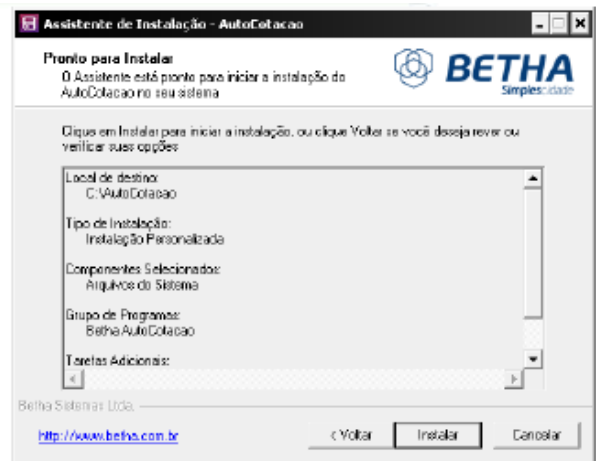 Assistente de Instalação - AutoCotacao
Pronto para Instalar
O Assistente está pronto para iniciar a instalação do
AutoCotacao no seu sistema
BETHA
Simplescidade
Clique em Instalar para iniciar a instalação, ou clique Voltar se você deseja rever ou
verificar suas opções
Local de destino:
C:\AutoCotacao
Tipo de Instalação:
Instalação Personalizada
Componentes Selecionados:
Arquivos do Sistema
Grupo de Programas:
Betha AutoCotacao
Tarefas Adicionais:
Betha Sistemas Ltda.
http://www.betha.com.br
< Voltar
Instalar
Cancelar